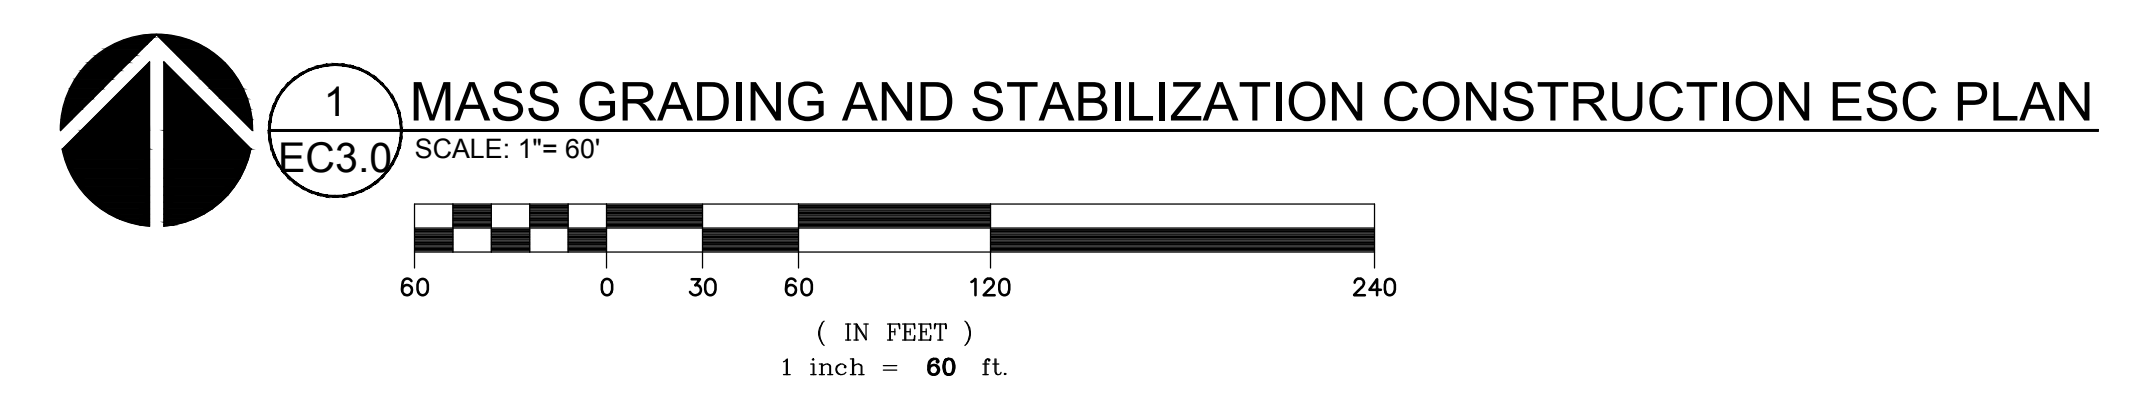 1
EC3.0
MASS GRADING AND STABILIZATION CONSTRUCTION ESC PLAN
SCALE: 1"= 60'
60 0 30 60 120 240
( IN FEET )
1 inch = 60 ft.